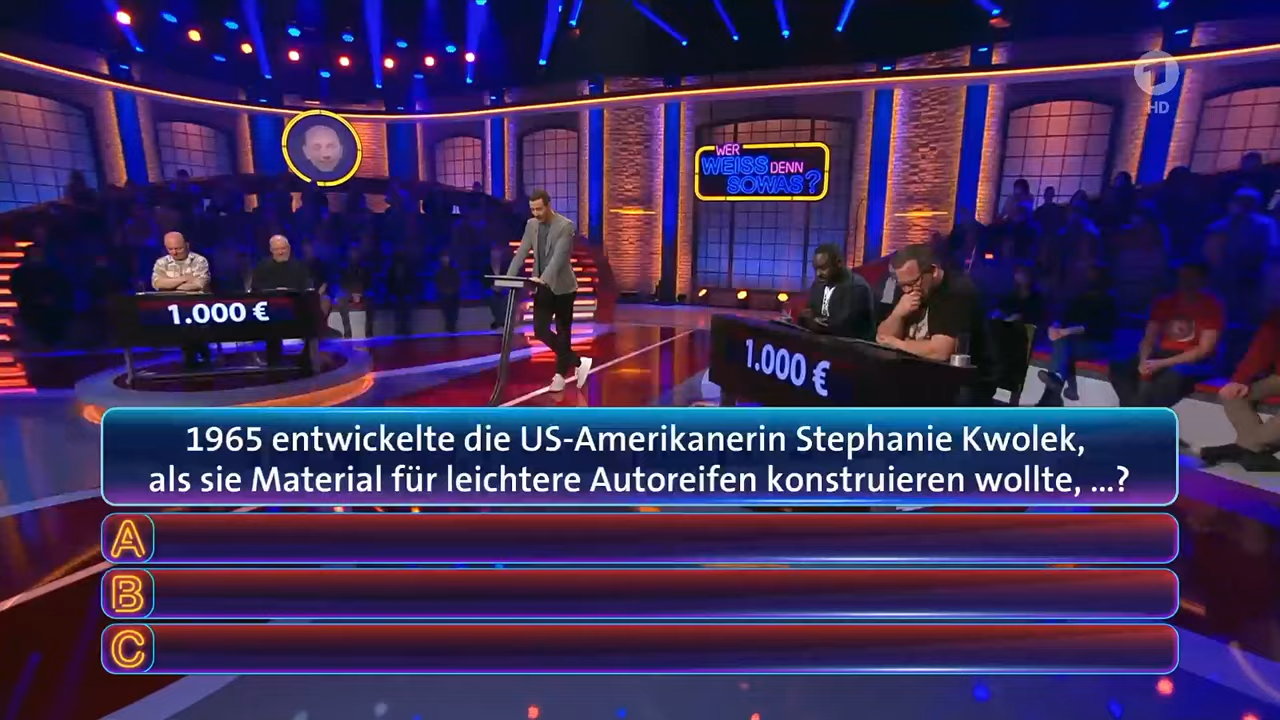 1
HD
WER
WEISS DENN
SOWAS?
1.000 €
1.000 €
1965 entwickelte die US-Amerikanerin Stephanie Kwolek,
als sie Material für leichtere Autoreifen konstruieren wollte, ...?
A
B
C